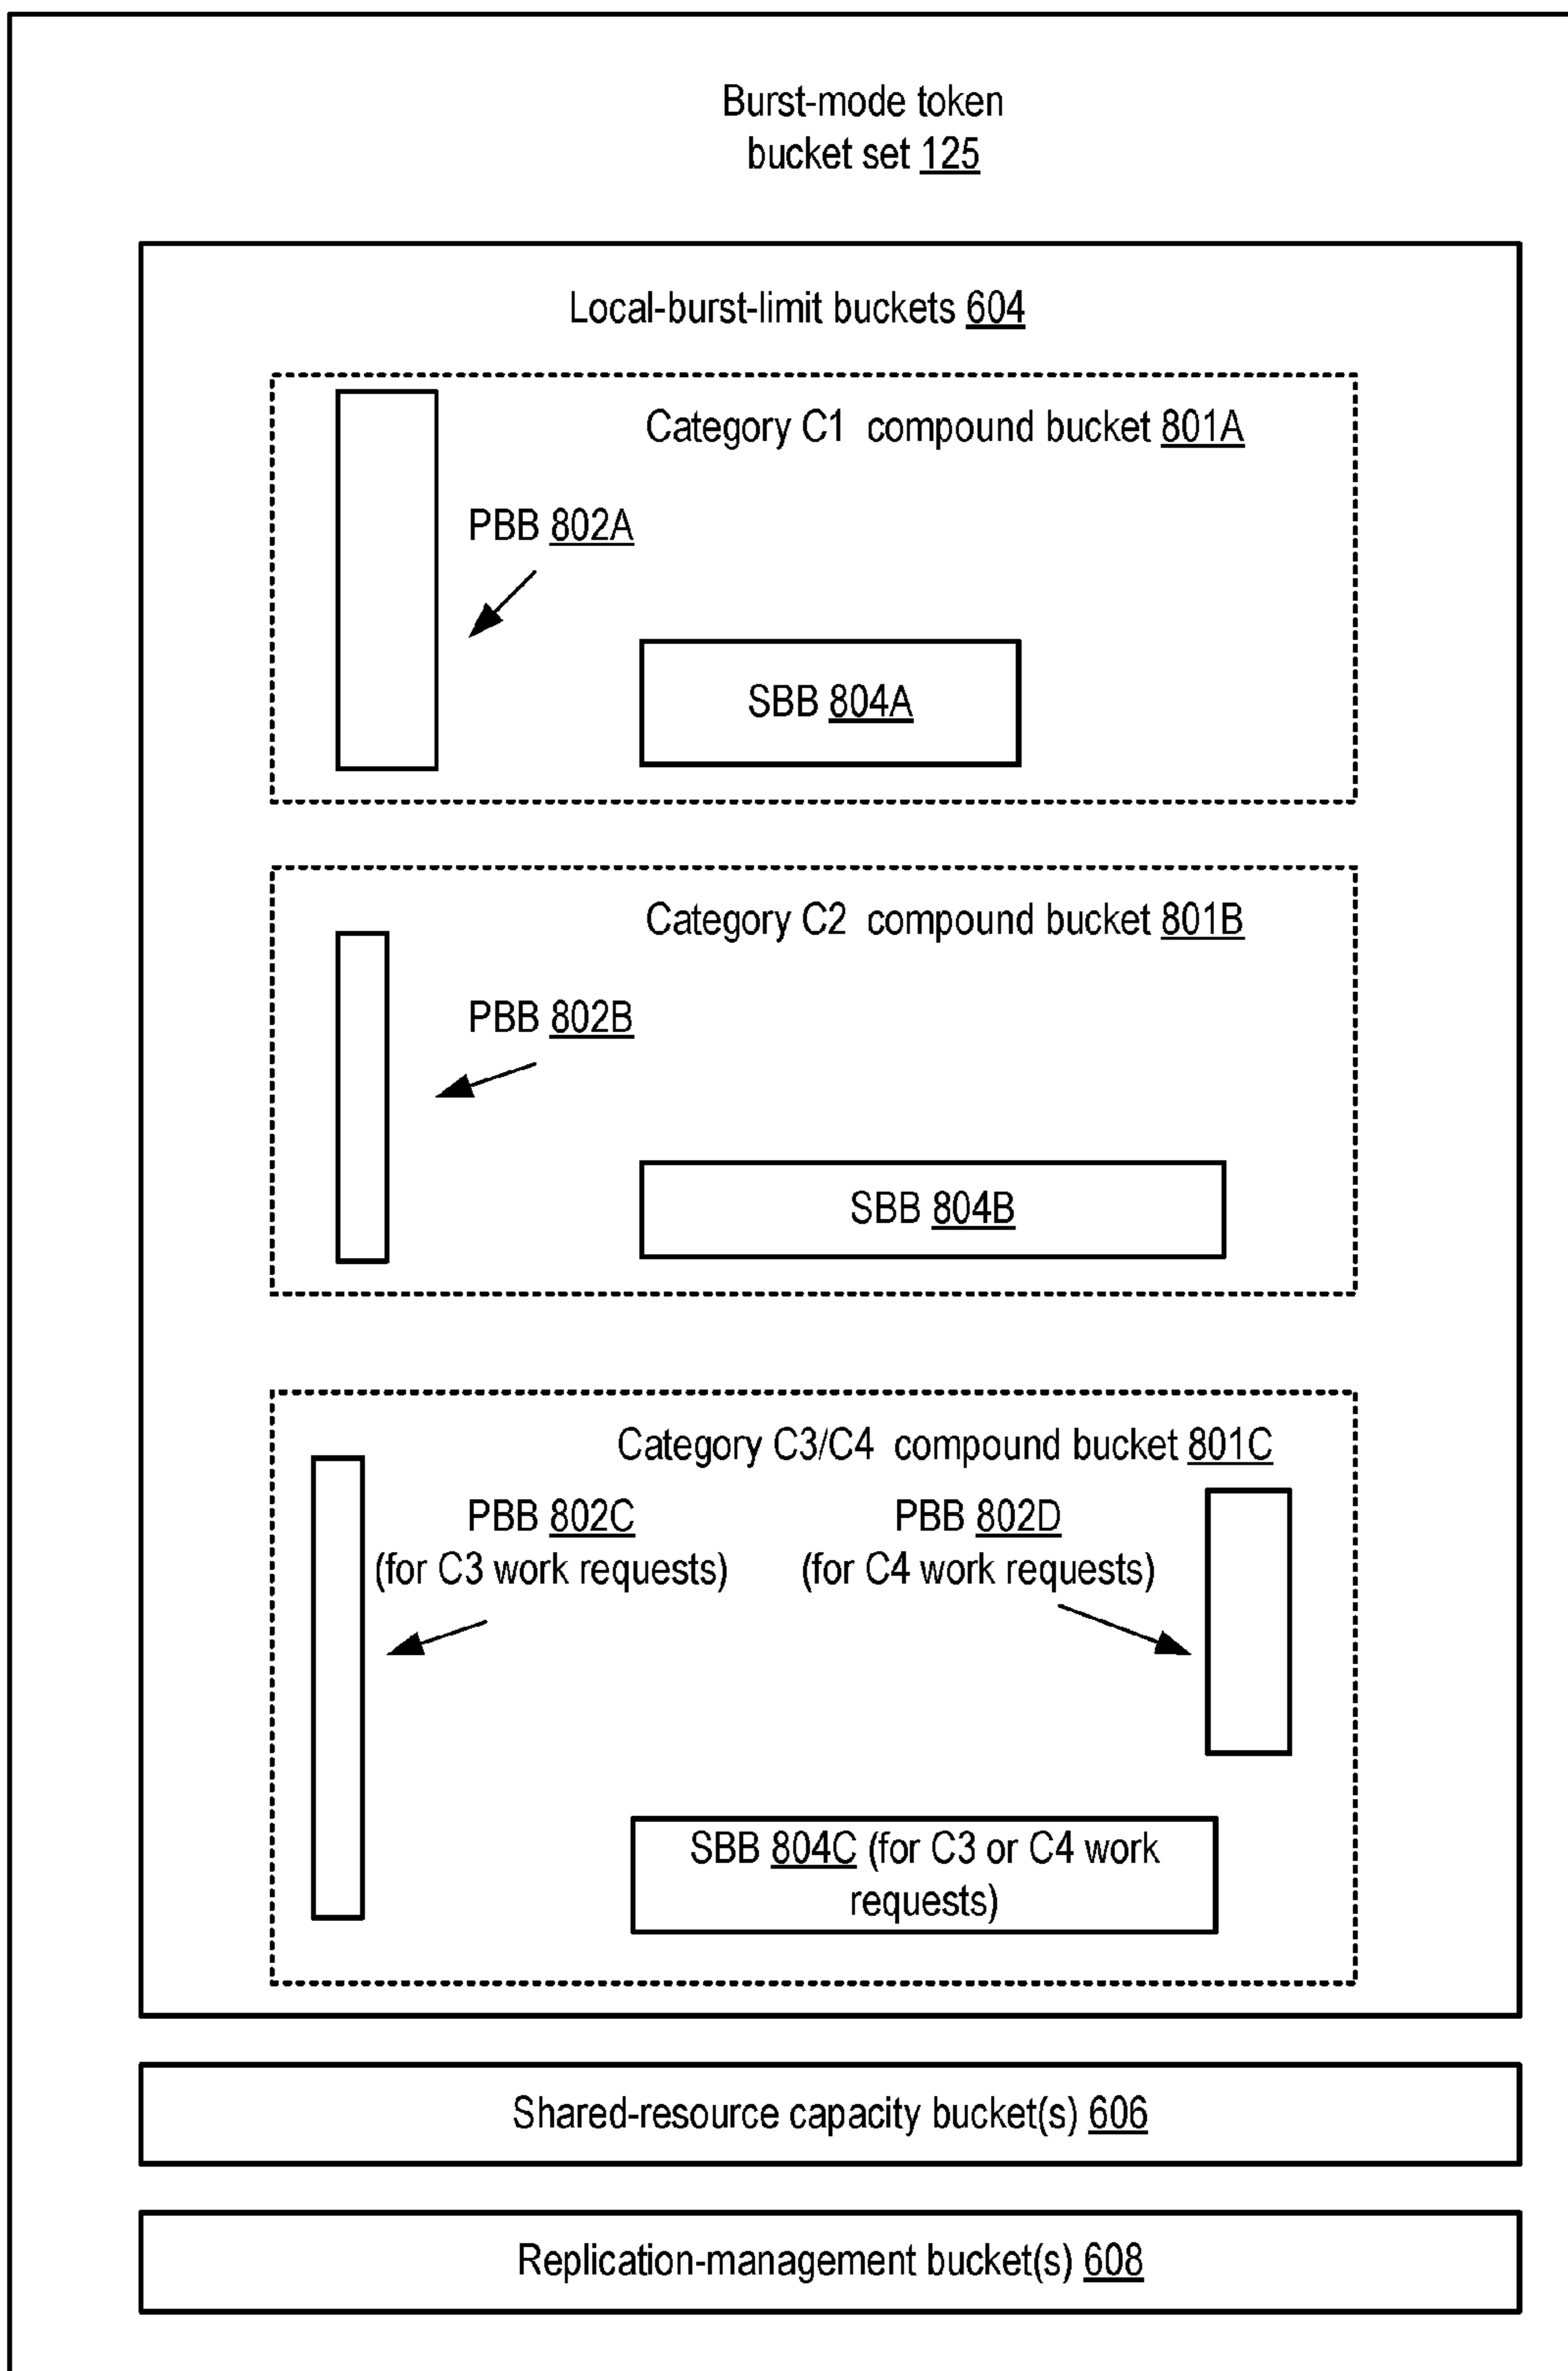 Burst-mode token
bucket set 125
Local-burst-limit buckets 604
Category C1 compound bucket 801A
PBB 802A
SBB 804A
Category C2 compound bucket 801B
PBB 802B
SBB 804B
Category C3/C4 compound bucket 801C
PBB 802C
(for C3 work requests)
PBB 802D
(for C4 work requests)
SBB 804C (for C3 or C4 work
requests)
Shared-resource capacity bucket(s) 606
Replication-management bucket(s) 608